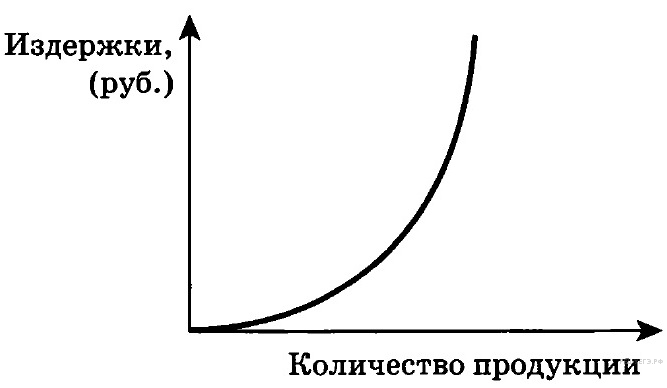 Издержки,
(руб.)
Количество продукции